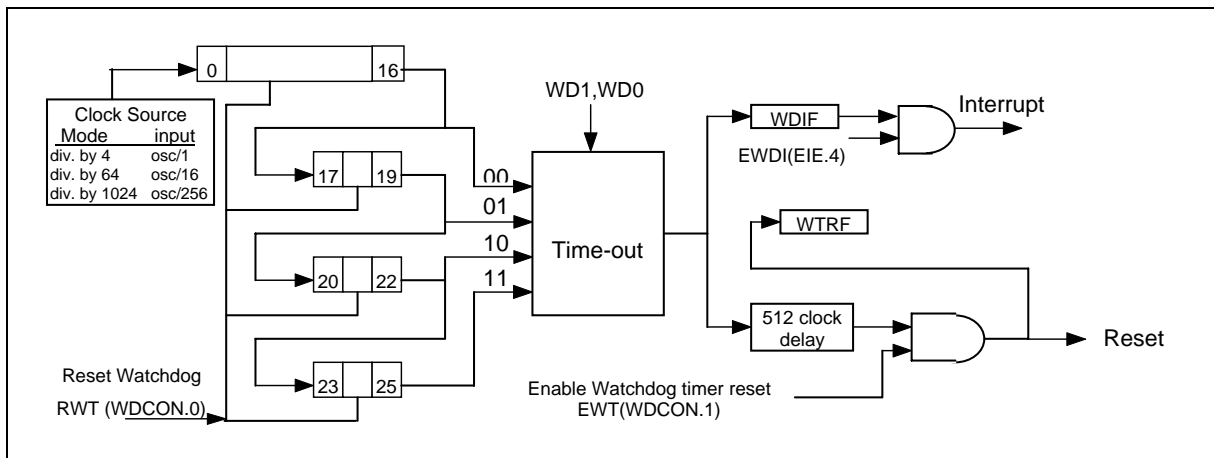 0 16
Clock Source
Mode input
div. by 4 osc/1
div. by 64 osc/16
div. by 1024 osc/256
17 19
20 22
23 25
Reset Watchdog
RWT (WDCON.0)
WD1,WD0
00
01
10
11
Time-out
WDIF
EWDI(EIE.4)
Interrupt
WTRF
512 clock
delay
Reset
Enable Watchdog timer reset
EWT(WDCON.1)